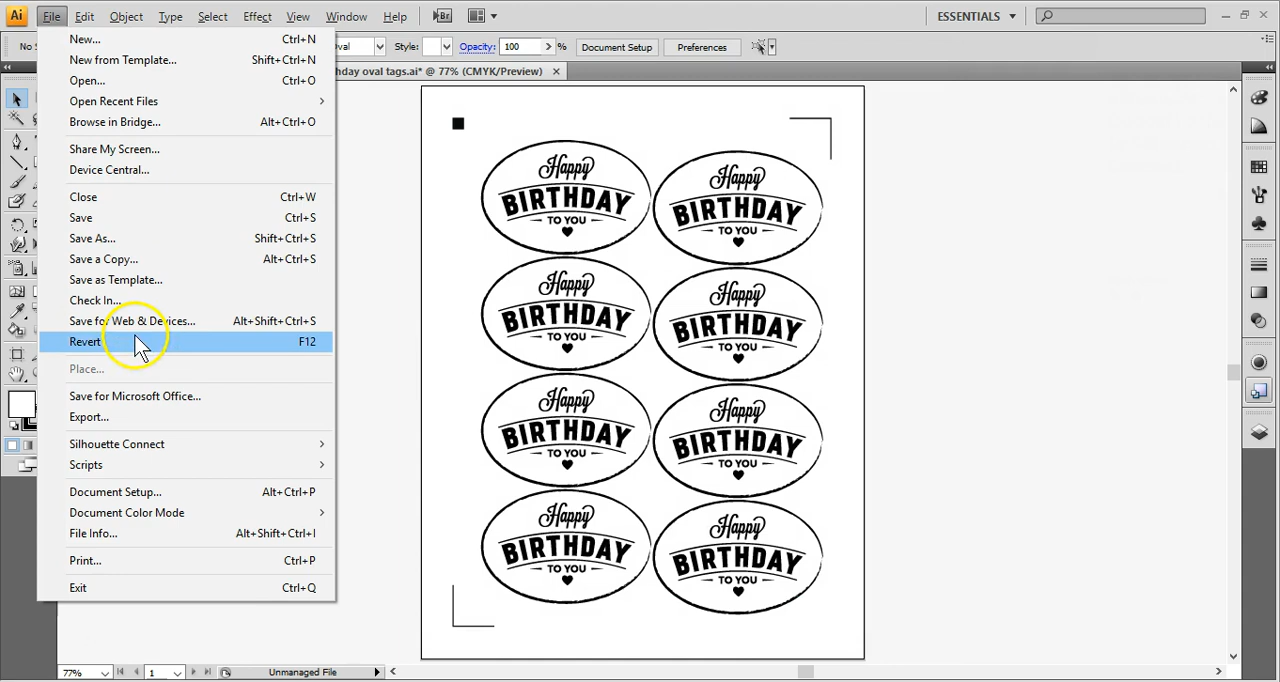 Ai File Edit Object Type Select Effect View Window Help Br ESSENTIALS
No S Oval Style: Opacity: 100 % Document Setup Preferences
hday oval tags.ai* @ 77% (CMYK/Preview)
New... Ctrl+N
New from Template... Shift+Ctrl+N
Open... Ctrl+O
Open Recent Files
Browse in Bridge... Alt+Ctrl+O
Share My Screen...
Device Central...
Close Ctrl+W
Save Ctrl+S
Save As... Shift+Ctrl+S
Save a Copy... Alt+Ctrl+S
Save as Template...
Check In...
Save for Web & Devices... Alt+Shift+Ctrl+S
Revert F12
Place...
Save for Microsoft Office...
Export...
Silhouette Connect
Scripts
Document Setup... Alt+Ctrl+P
Document Color Mode
File Info... Alt+Shift+Ctrl+I
Print... Ctrl+P
Exit Ctrl+Q
Happy
BIRTHDAY
TO YOU
Happy
BIRTHDAY
TO YOU
Happy
BIRTHDAY
TO YOU
Happy
BIRTHDAY
TO YOU
Happy
BIRTHDAY
TO YOU
Happy
BIRTHDAY
TO YOU
Happy
BIRTHDAY
TO YOU
Happy
BIRTHDAY
TO YOU
77% 1 Unmanaged File